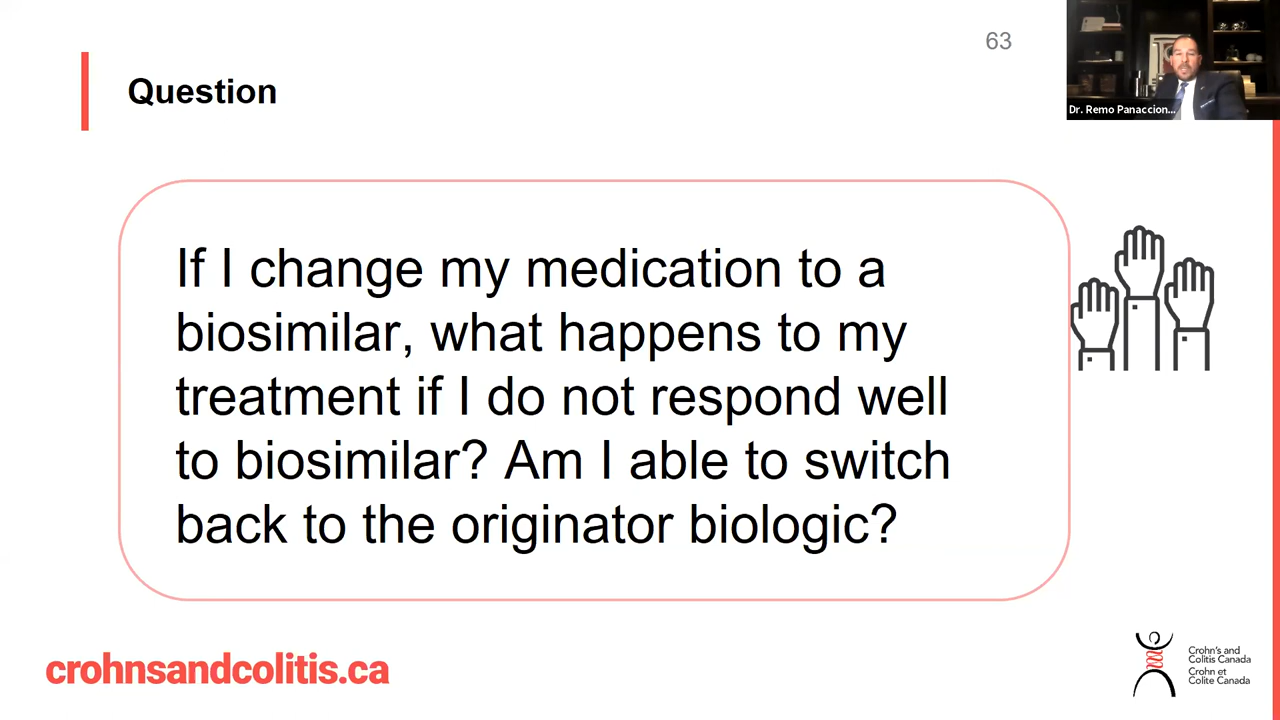 63
Dr. Remo Panaccion...
Question
If I change my medication to a
biosimilar, what happens to my
treatment if I do not respond well
to biosimilar? Am I able to switch
back to the originator biologic?
crohnsandcolitis.ca
Crohn's and
Colitis Canada
Crohn et
Colite Canada